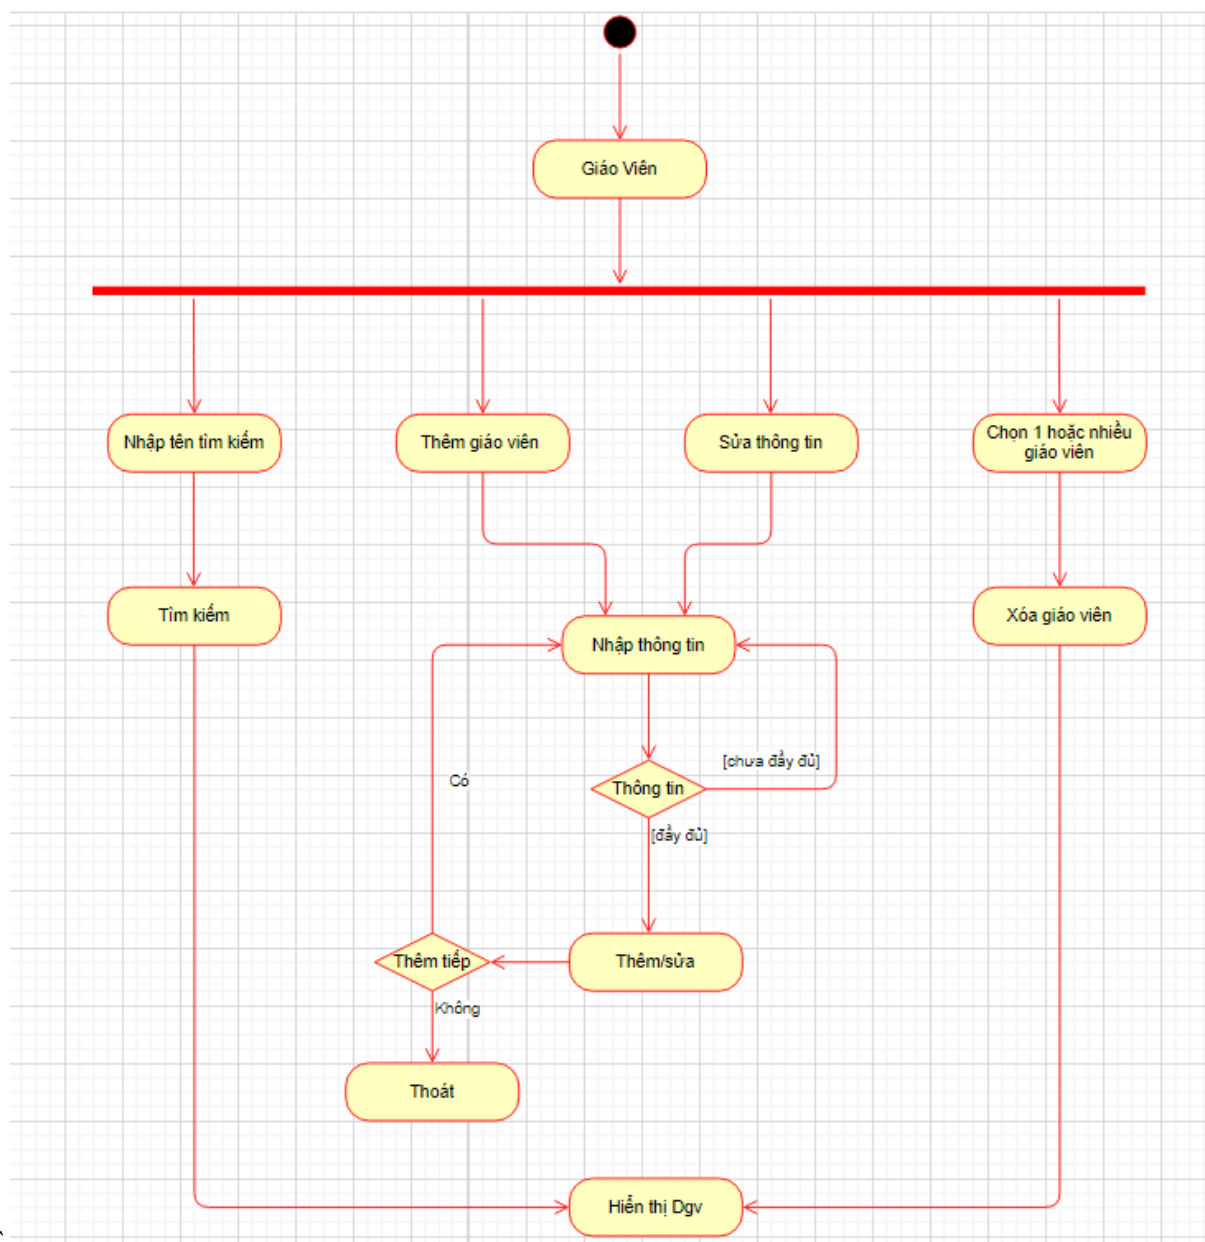 Giáo Viên
Nhập tên tìm kiếm
Thêm giáo viên
Sửa thông tin
Chọn 1 hoặc nhiều
giáo viên
Tìm kiếm
Nhập thông tin
Xóa giáo viên
[chưa đầy đủ]
Có
Thông tin
[đầy đủ]
Thêm tiếp
Thêm/sửa
Không
Thoát
Hiển thị Dgv